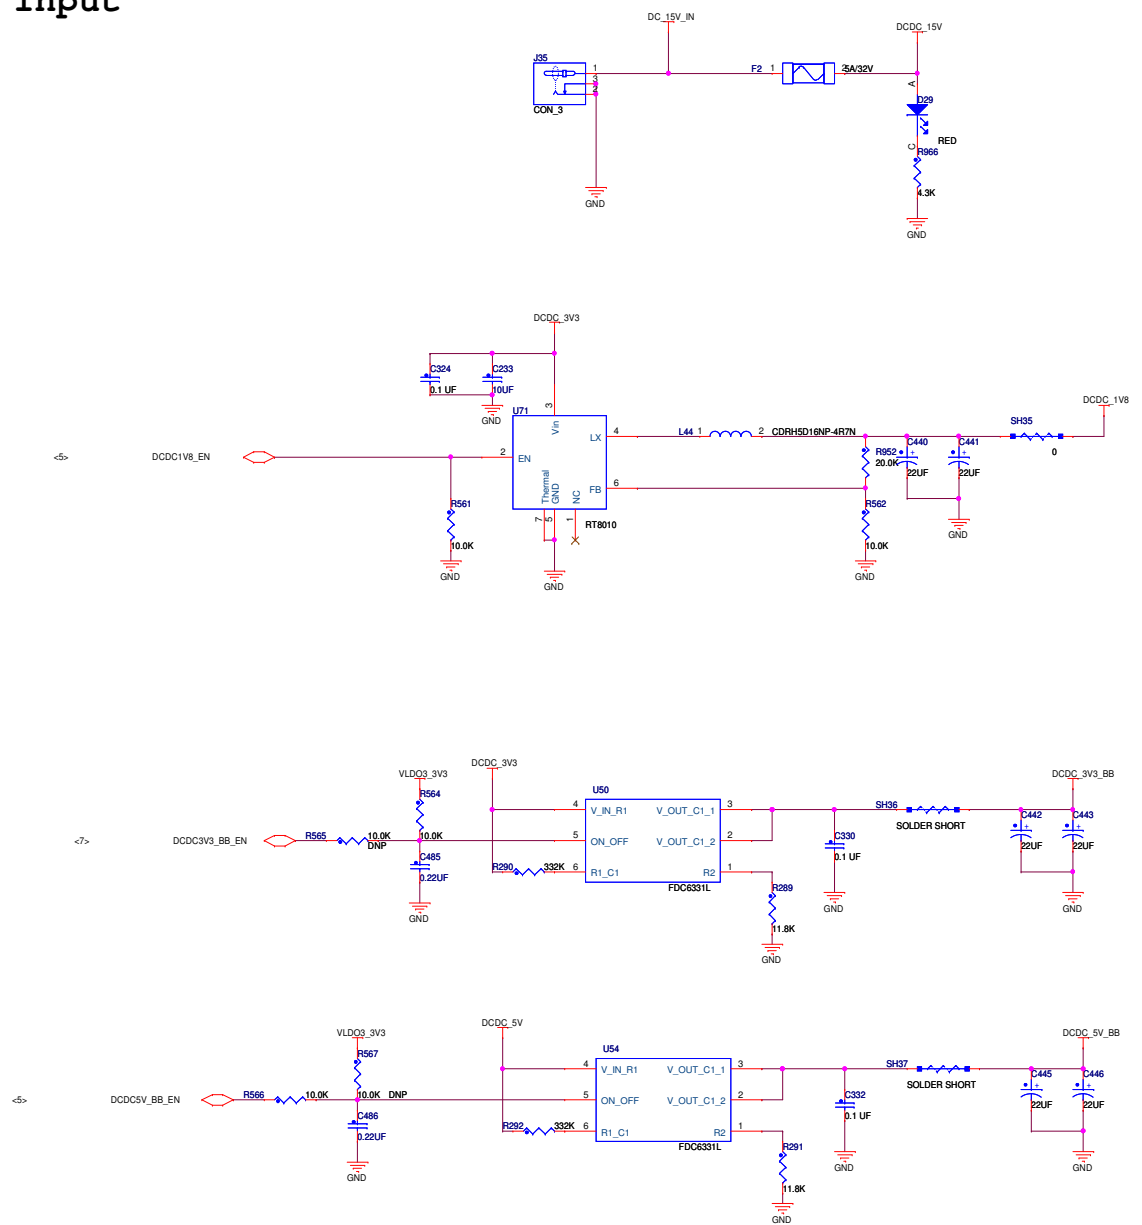 Input
DC_15V_IN
DCDC_15V
J35
1
3
2
CON_3
F2 1
2 5A/32V
A
D29
RED
C
R966
4.3K
GND
GND
DCDC_3V3
C324
0.1 UF
C233
10UF
GND
U71
3
Vin
LX 4
L44 1
2 CDRH5D16NP-4R7N
SH35
0
DCDC_1V8
<5>
DCDC1V8_EN
2
EN
R952
20.0K
C440
22UF
C441
22UF
FB 6
Thermal
GND
NC
7
5
1
RT8010
R561
10.0K
R562
10.0K
GND
GND
GND
GND
DCDC_3V3
VLDO3_3V3
R564
10.0K
U50
4 V_IN_R1
V_OUT_C1_1 3
SH36
SOLDER SHORT
DCDC_3V3_BB
<7>
DCDC3V3_BB_EN
R565
10.0K
DNP
5 ON_OFF
V_OUT_C1_2 2
C330
0.1 UF
C442
22UF
C443
22UF
C485
0.22UF
R290 332K 6 R1_C1
R2 1
FDC6331L
R289
11.8K
GND
GND
GND
GND
DCDC_5V
VLDO3_3V3
R567
10.0K DNP
U54
4 V_IN_R1
V_OUT_C1_1 3
SH37
SOLDER SHORT
DCDC_5V_BB
<5>
DCDC5V_BB_EN
R566
10.0K
5 ON_OFF
V_OUT_C1_2 2
C332
0.1 UF
C445
22UF
C446
22UF
C486
0.22UF
R292 332K 6 R1_C1
R2 1
FDC6331L
R291
11.8K
GND
GND
GND
GND